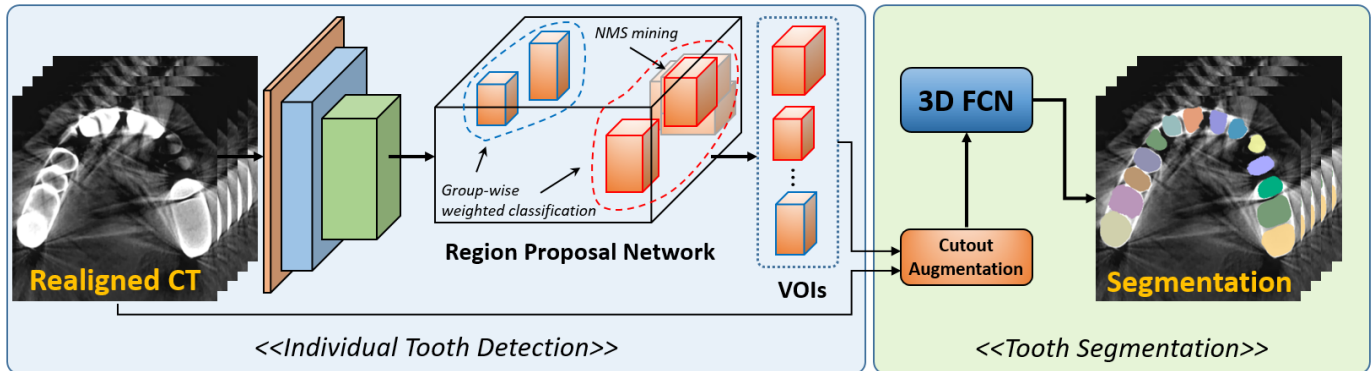 Realigned CT
NMS mining
Group-wise
weighted classification
Region Proposal Network
VOIs
<<Individual Tooth Detection>>
3D FCN
Cutout
Augmentation
Segmentation
<<Tooth Segmentation>>